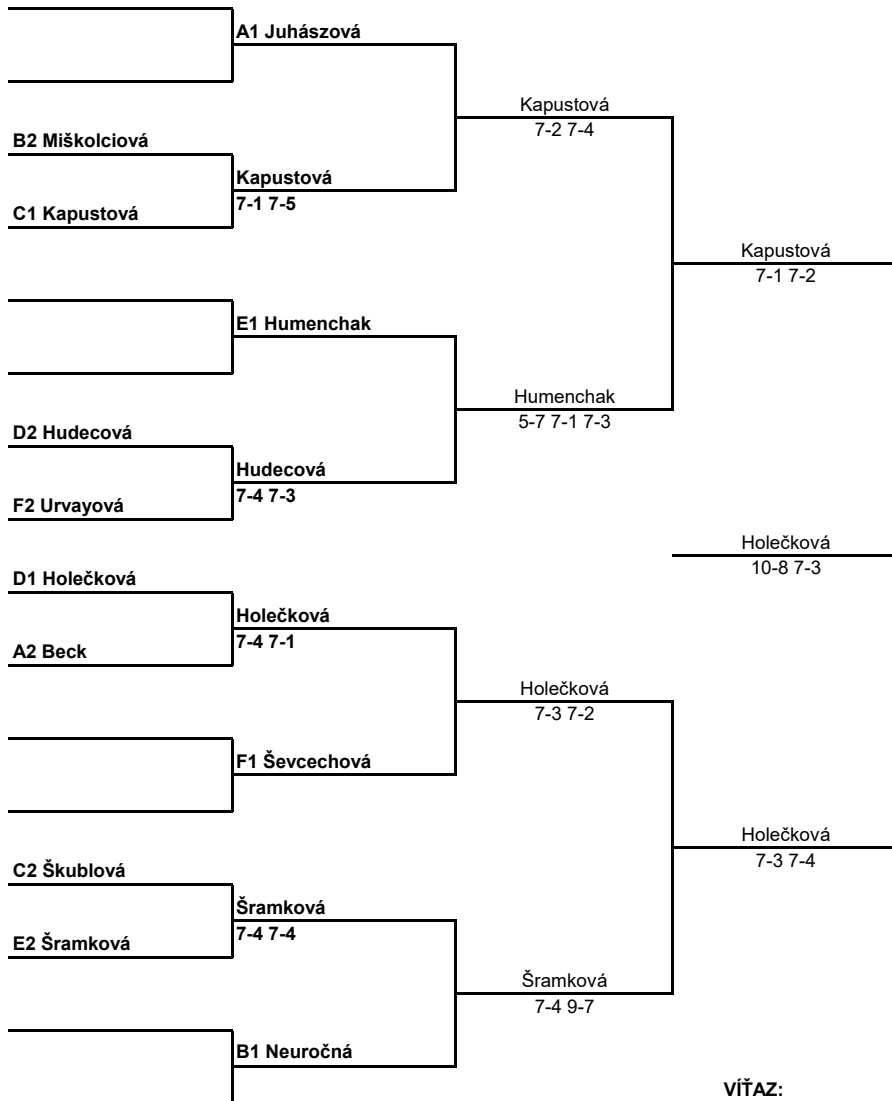 A1 Juhászová
Kapustová
7-2 7-4
B2 Miškolciová
Kapustová
7-1 7-5
C1 Kapustová
Kapustová
7-1 7-2
E1 Humenchak
Humenchak
5-7 7-1 7-3
D2 Hudecová
Hudecová
7-4 7-3
F2 Urvayová
Holečková
10-8 7-3
D1 Holečková
Holečková
7-4 7-1
A2 Beck
Holečková
7-3 7-2
F1 Ševcechová
Holečková
7-3 7-4
C2 Škublová
Šramková
7-4 7-4
E2 Šramková
Šramková
7-4 9-7
B1 Neuročná
VÍŤAZ: